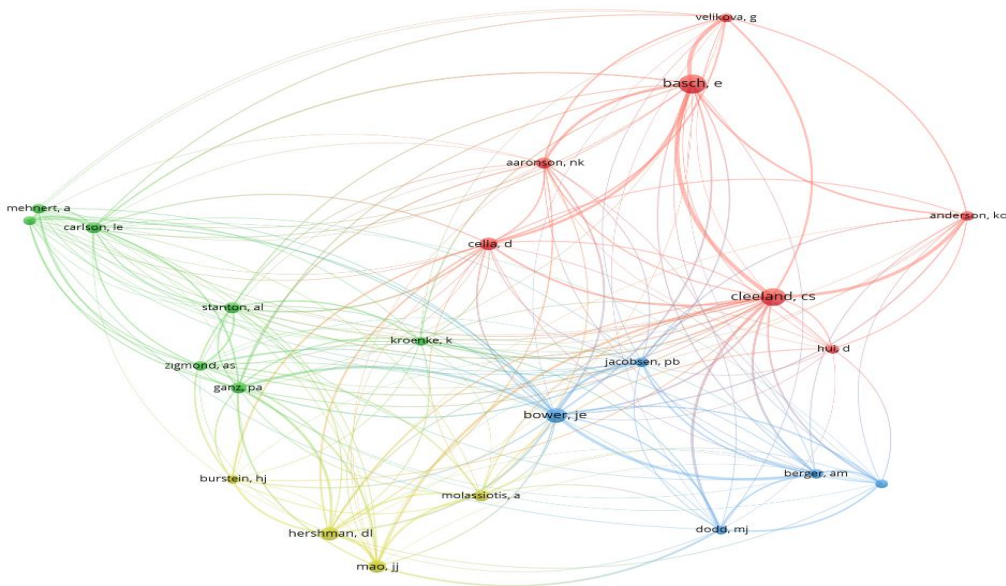 velikova, g
basch, e
aaronson, nk
mehnert, a
anderson, ko
carlson, le
cella, d
cleeland, cs
stanton, al
kroenke, k
hui, d
jacobsen, pb
zigmond, as
ganz, pa
bower, je
berger, am
burstein, hj
molassiotis, a
dodd, mj
hershman, dl
mao, jj